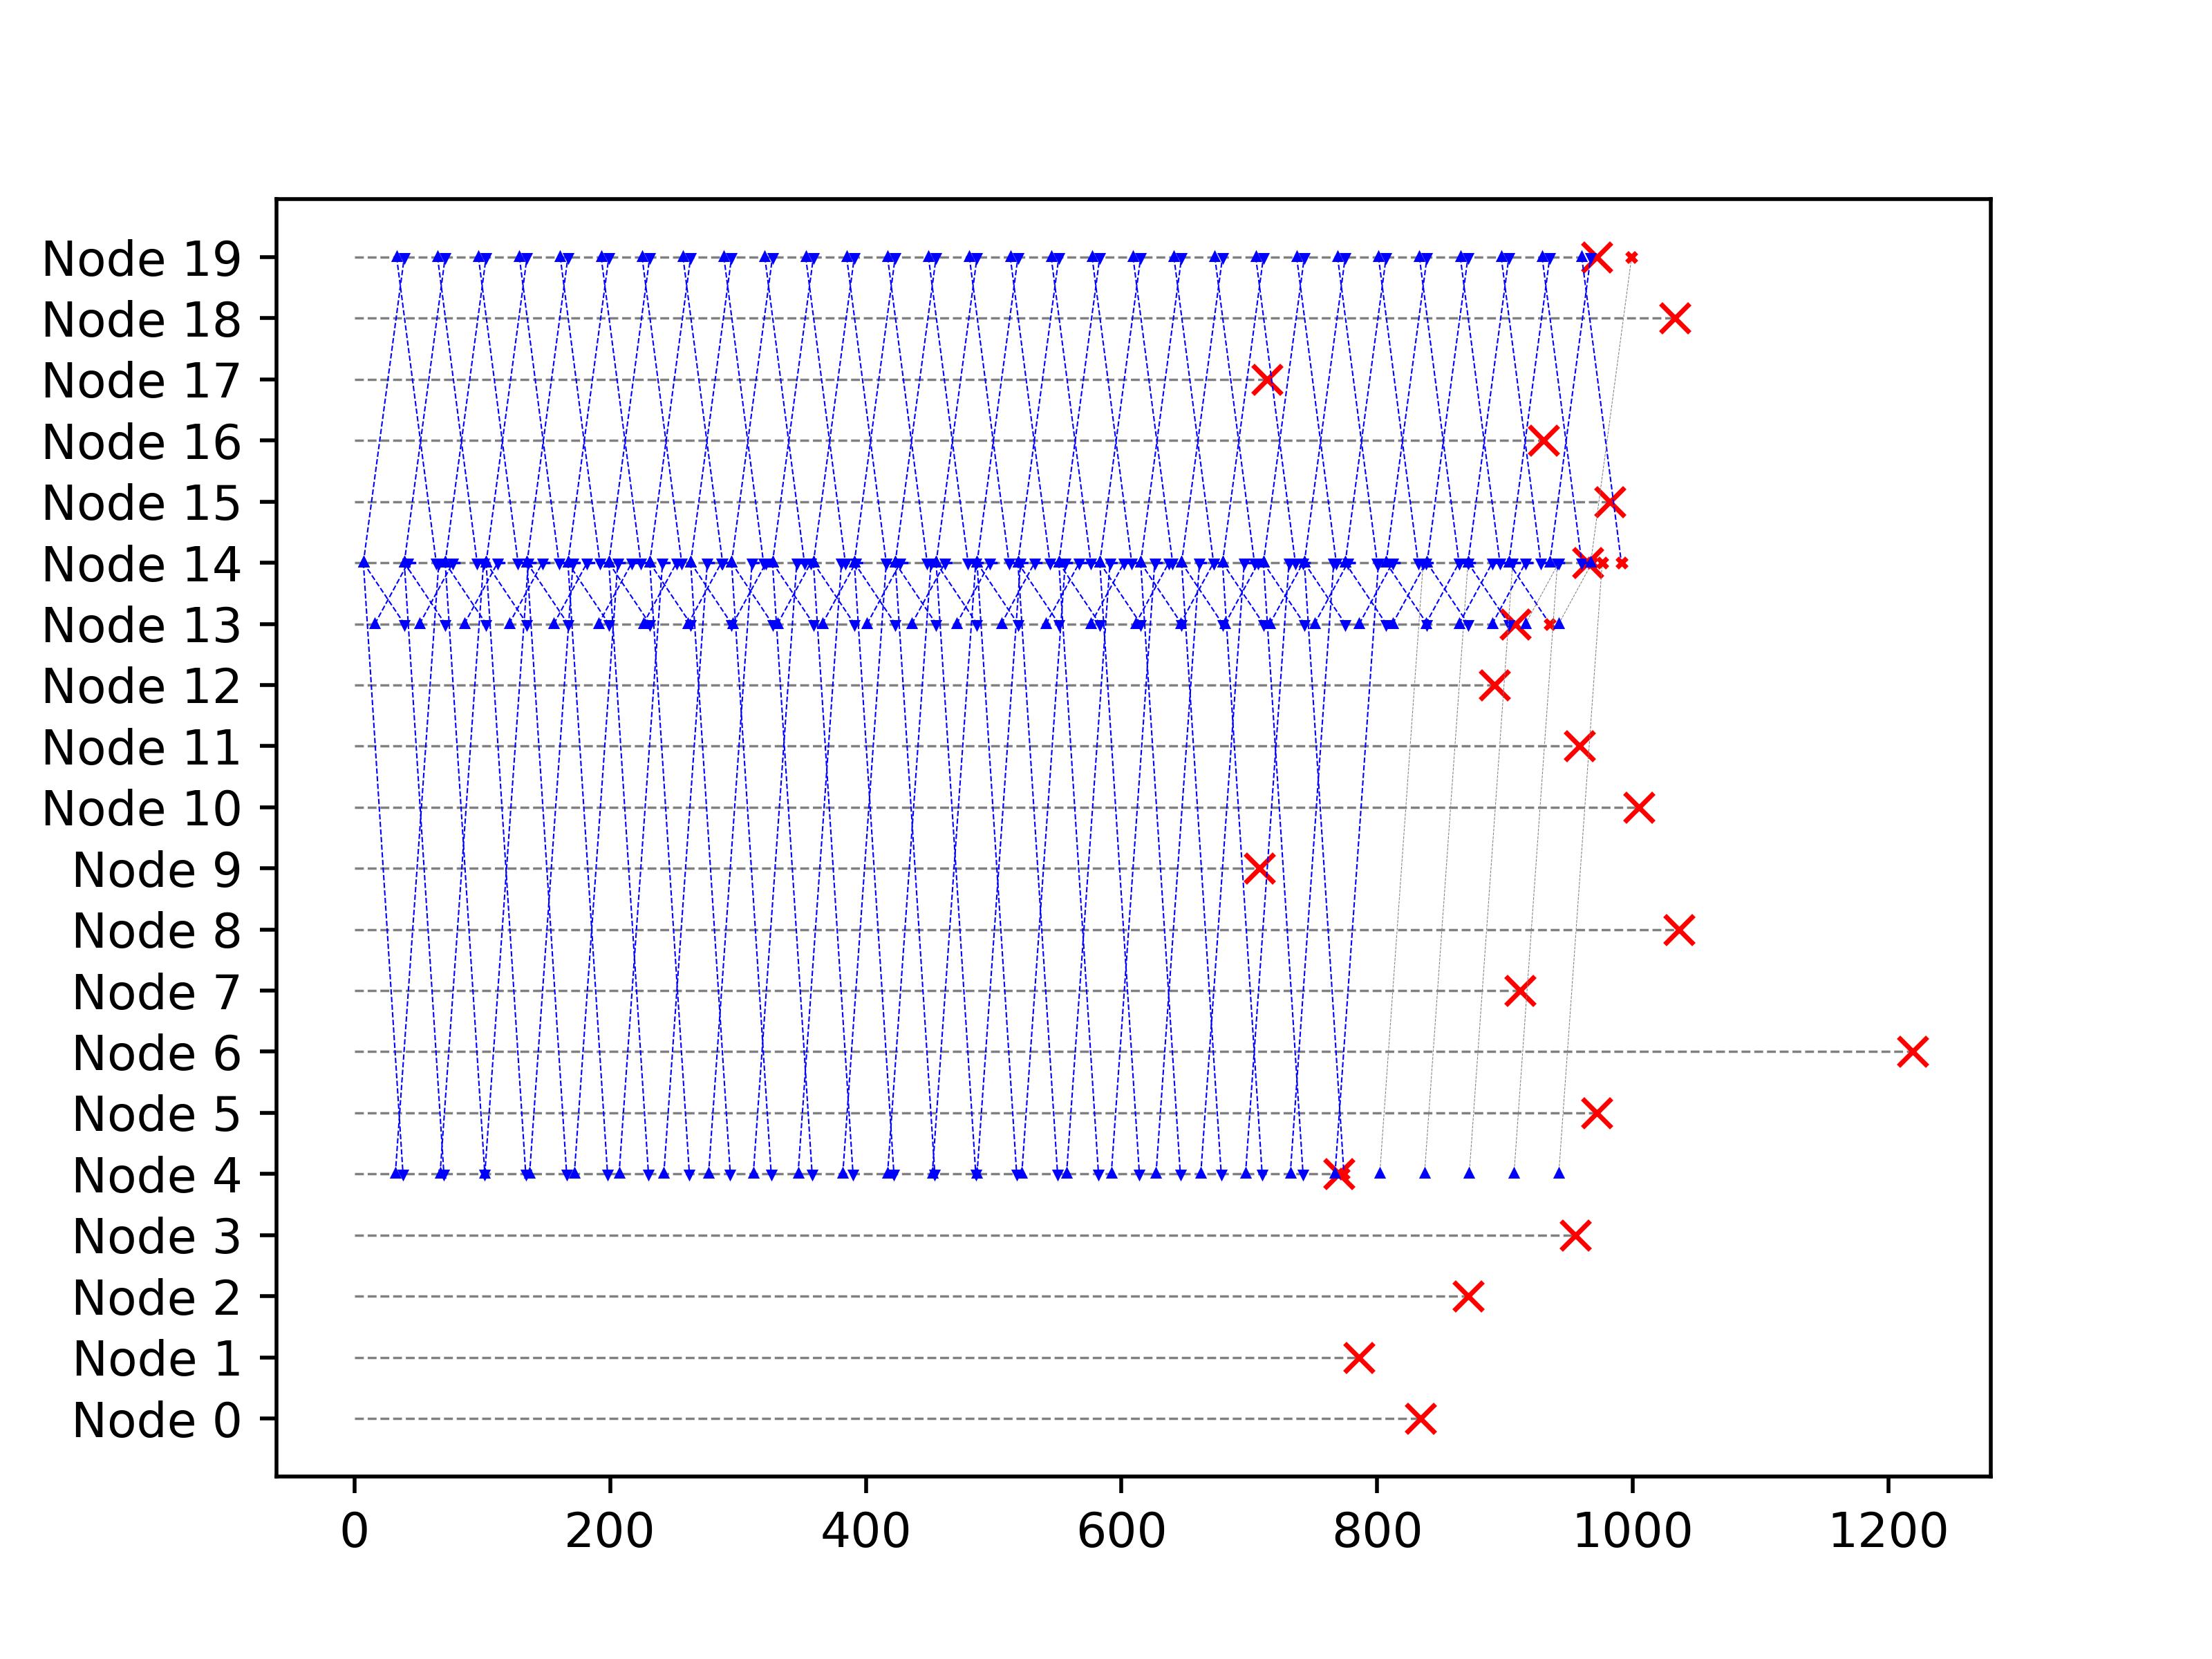 Node 19
Node 18
Node 17
Node 16
Node 15
Node 14
Node 13
Node 12
Node 11
Node 10
Node 9
Node 8
Node 7
Node 6
Node 5
Node 4
Node 3
Node 2
Node 1
Node 0
0 200 400 600 800 1000 1200